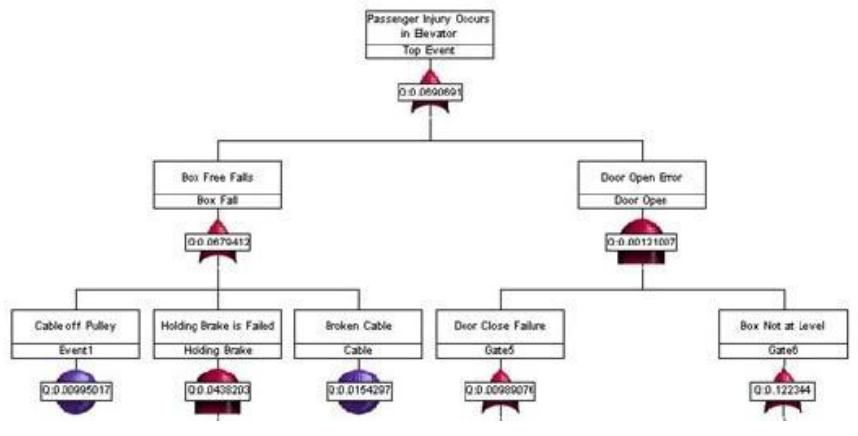 Passenger Injury Occurs
in Elevator
Top Event
Q:0.0690691
Box Free Falls
Box Fall
Q:0.0679412
Door Open Error
Door Open
Q:0.00121007
Cable off Pulley
Event1
Q:0.00995017
Holding Brake is Failed
Holding Brake
Q:0.0438203
Broken Cable
Cable
Q:0.0154297
Door Close Failure
Gate5
Q:0.00989076
Box Not at Level
Gate6
Q:0.122344